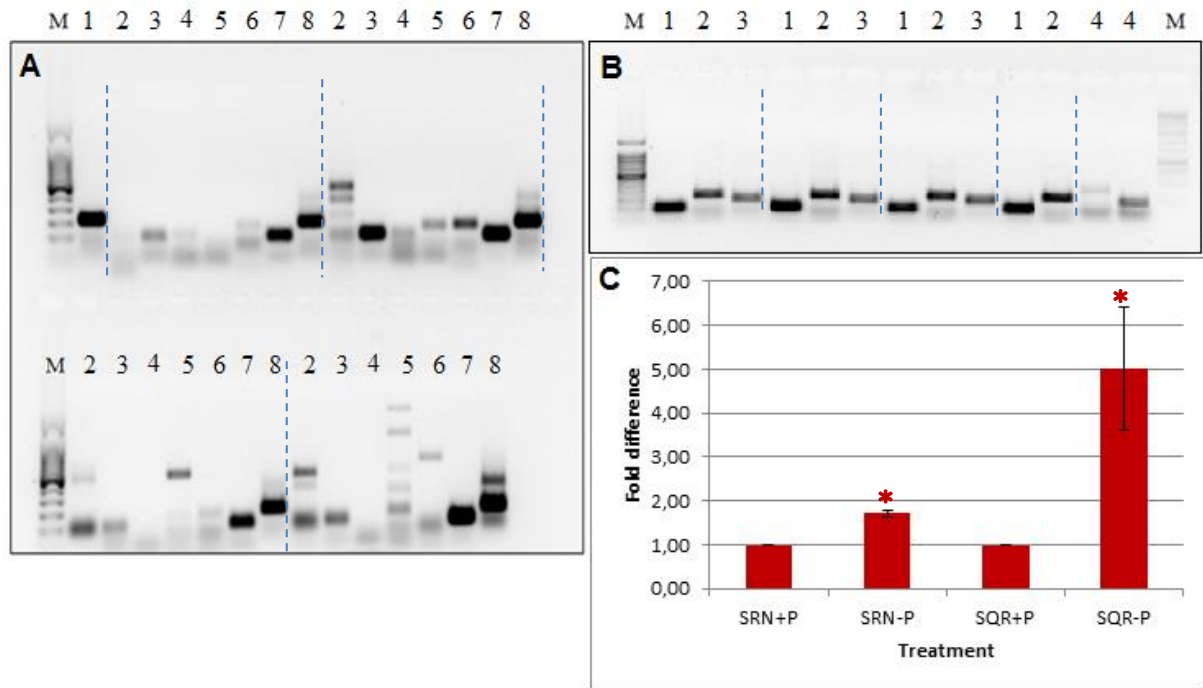 M 1 2 3 4 5 6 7 8 2 3 4 5 6 7 8
A
M 2 3 4 5 6 7 8 2 3 4 5 6 7 8
M 1 2 3 1 2 3 1 2 3 1 2 4 4 M
B
C
7,00
6,00
5,00
4,00
3,00
2,00
1,00
0,00
Fold difference
*
*
SRN+P SRN-P SQR+P SQR-P
Treatment